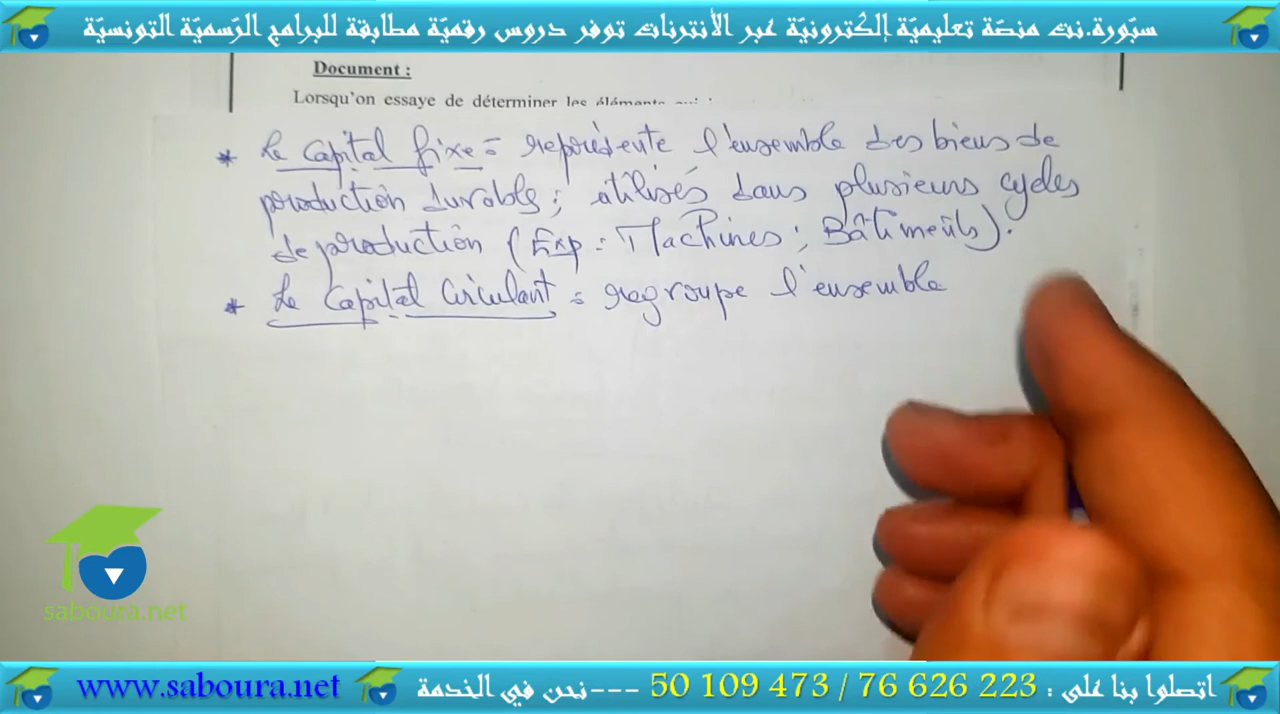 سبّورة.نت منصّة تعليميّة إلكترونيّة عبر الأنترنات توفر دروس رقميّة مطابقة للبرامج الرّسميّة التونسيّة
Document :
Lorsqu'on essaye de déterminer les éléments qui :
* Le capital fixe = représente l'ensemble des biens de
production durables ; utilisés dans plusieurs cycles
de production (Exp : Machines ; Bâtiments).
* Le capital circulant = regroupe l'ensemble
saboura.net
www.saboura.net اتصلوا بنا على : 223 626 76 / 473 109 50 ---نحن في الخدمة